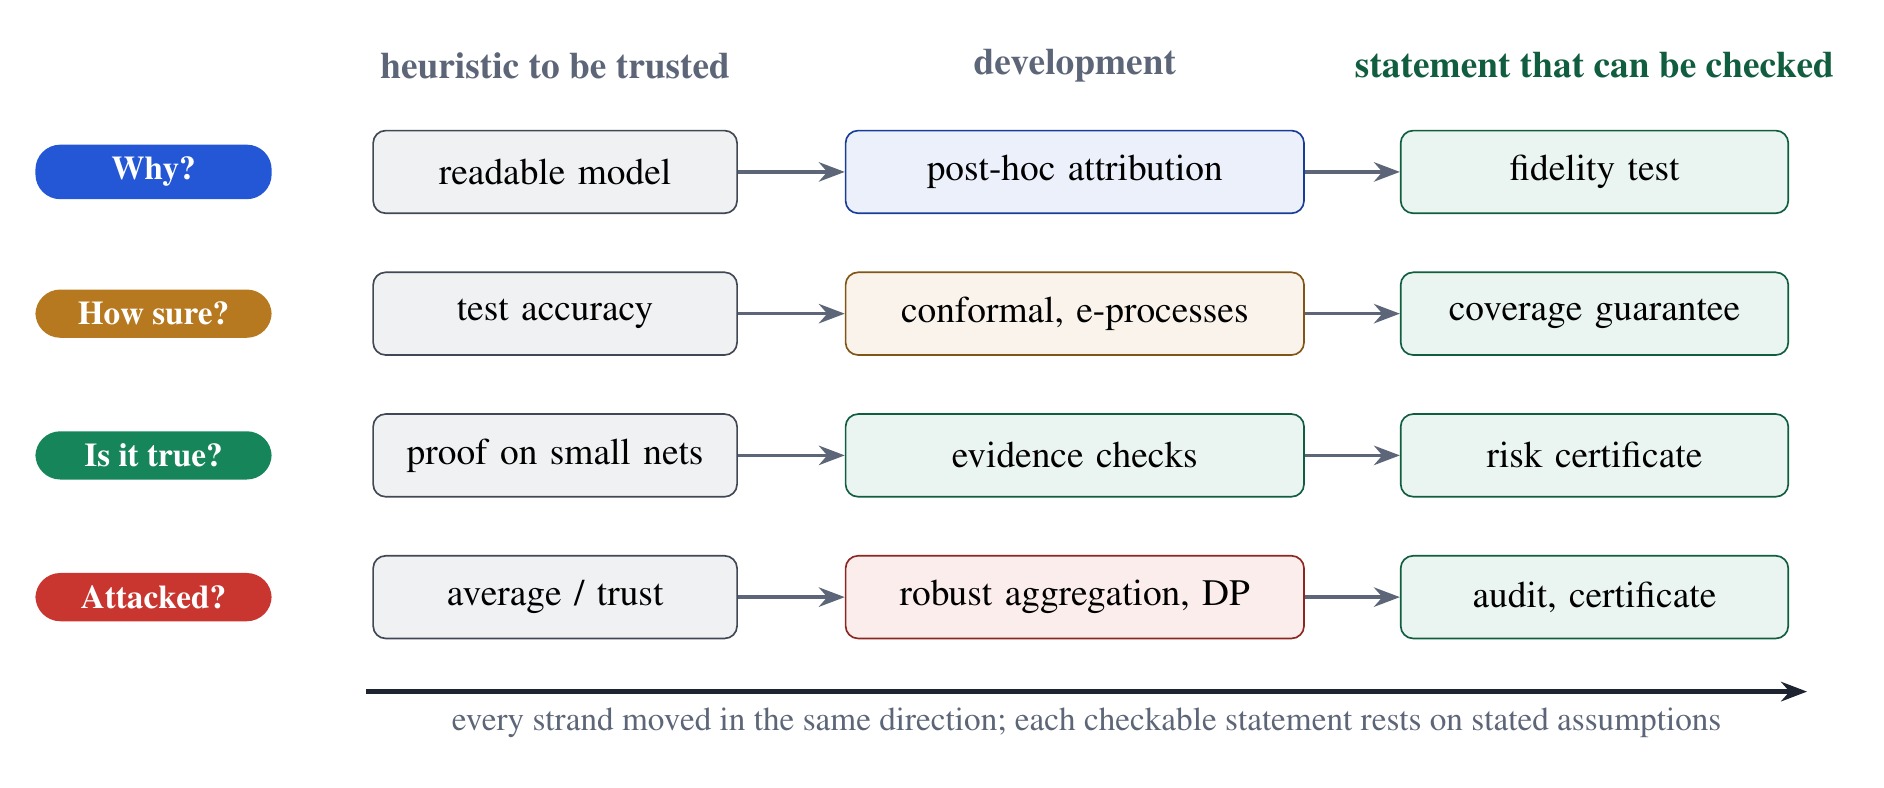 heuristic to be trusted
development
statement that can be checked
Why?
readable model
post-hoc attribution
fidelity test
How sure?
test accuracy
conformal, e-processes
coverage guarantee
Is it true?
proof on small nets
evidence checks
risk certificate
Attacked?
average / trust
robust aggregation, DP
audit, certificate
every strand moved in the same direction; each checkable statement rests on stated assumptions